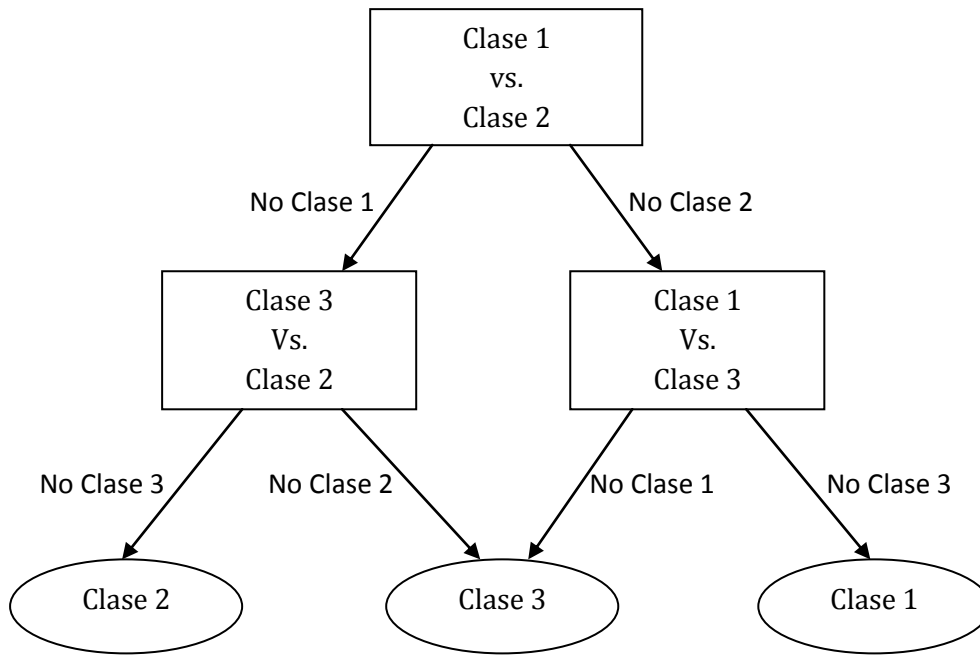 Clase 1
vs.
Clase 2
No Clase 1
No Clase 2
Clase 3
Vs.
Clase 2
Clase 1
Vs.
Clase 3
No Clase 3
No Clase 2
No Clase 1
No Clase 3
Clase 2
Clase 3
Clase 1